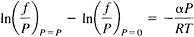 ln(f/P)_{P=P} − ln(f/P)_{P=0} = −αP/RT